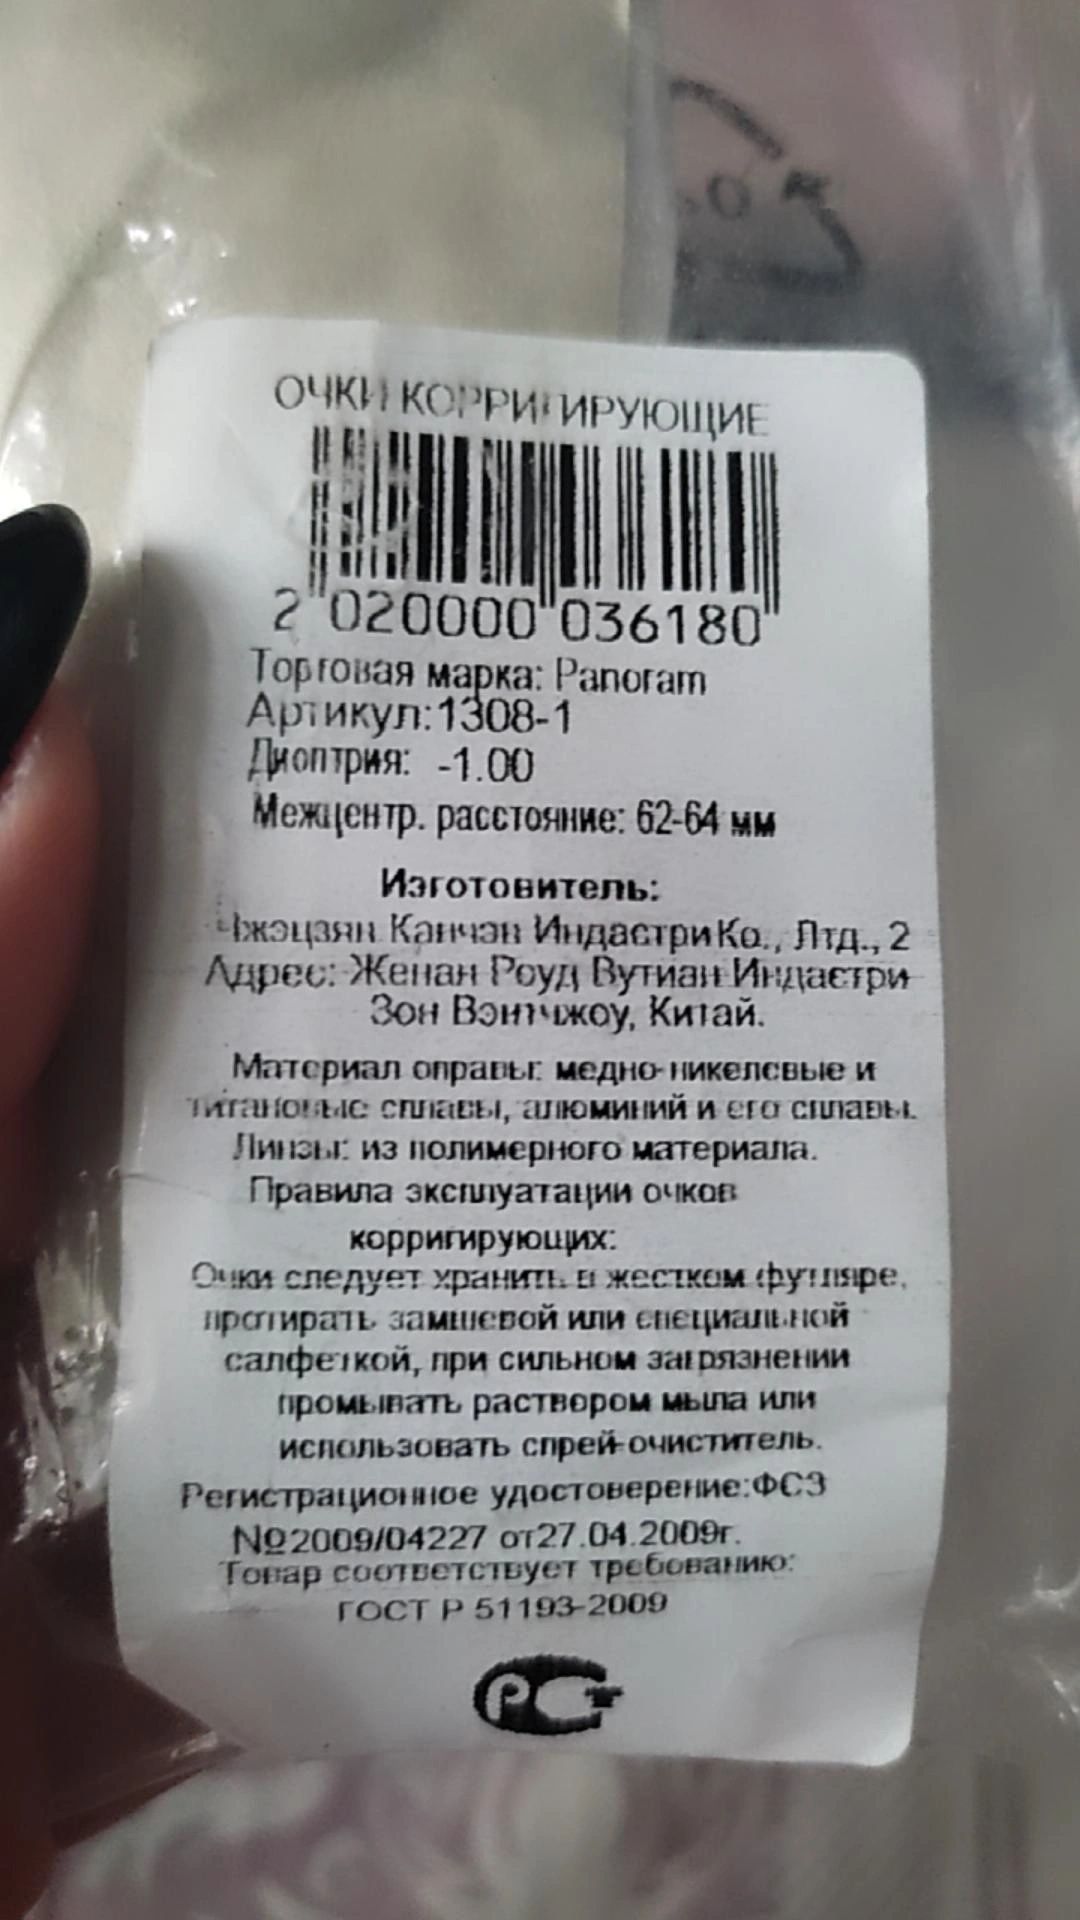 ОЧКИ КОРРИГИРУЮЩИЕ
2 020000 036180
Торговая марка: Panoram
Артикул:1308-1
Диоптрия: -1.00
Межцентр. расстояние: 62-64 мм
Изготовитель:
Чжэцзян Канчэн Индастри Ко., Лтд., 2
Адрес: Женан Роуд Вутиан Индастри
Зон Вэнчжоу, Китай.
Материал оправы: медно-никелевые и
титановые сплавы, алюминий и его сплавы.
Линзы: из полимерного материала.
Правила эксплуатации очков
корригирующих:
Очки следует хранить в жестком футляре,
протирать замшевой или специальной
салфеткой, при сильном загрязнении
промывать раствором мыла или
использовать спрей-очиститель.
Регистрационное удостоверение:ФСЗ
№2009/04227 от27.04.2009г.
Товар соответствует требованию:
ГОСТ Р 51193-2009
РСТ